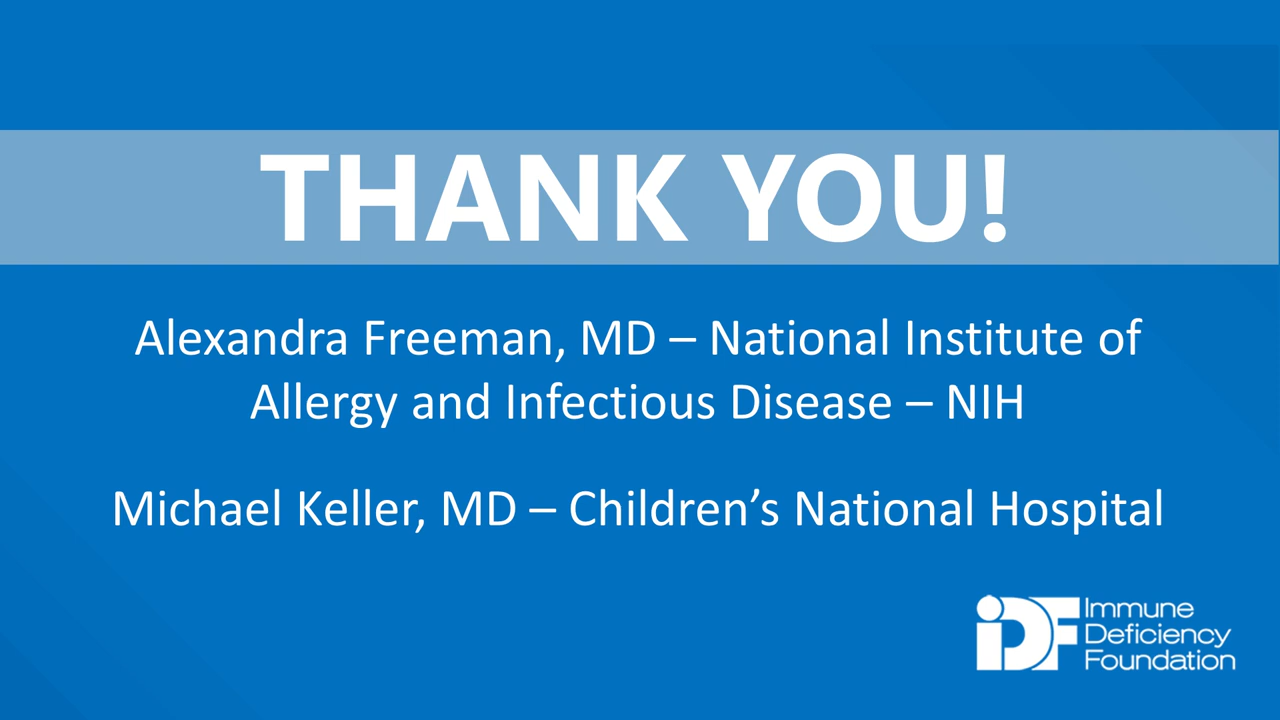 THANK YOU!
Alexandra Freeman, MD – National Institute of
Allergy and Infectious Disease – NIH
Michael Keller, MD – Children’s National Hospital
iDF Immune
Deficiency
Foundation